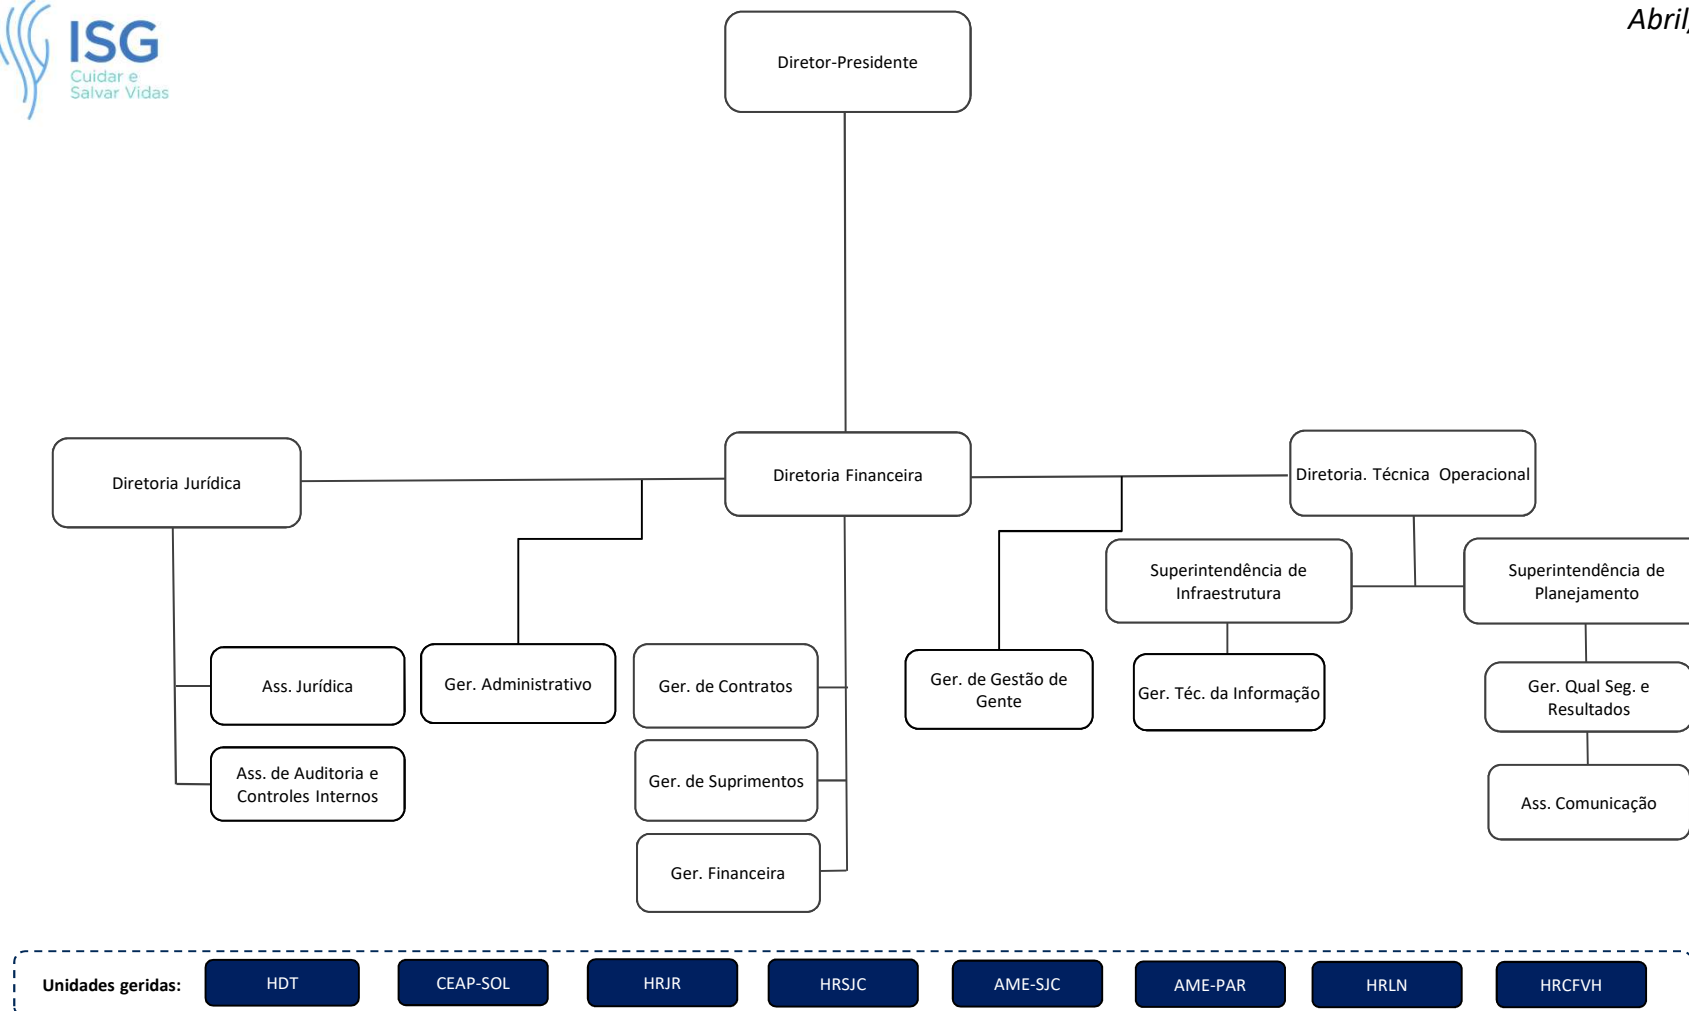 ISG
Cuidar e
Salvar Vidas
Abril,
Diretor-Presidente
Diretoria Jurídica
Diretoria Financeira
Diretoria. Técnica Operacional
Superintendência de
Infraestrutura
Superintendência de
Planejamento
Ass. Jurídica
Ger. Administrativo
Ger. de Contratos
Ger. de Gestão de
Gente
Ger. Téc. da Informação
Ger. Qual Seg. e
Resultados
Ass. de Auditoria e
Controles Internos
Ger. de Suprimentos
Ass. Comunicação
Ger. Financeira
Unidades geridas:
HDT
CEAP-SOL
HRJR
HRSJC
AME-SJC
AME-PAR
HRLN
HRCFVH